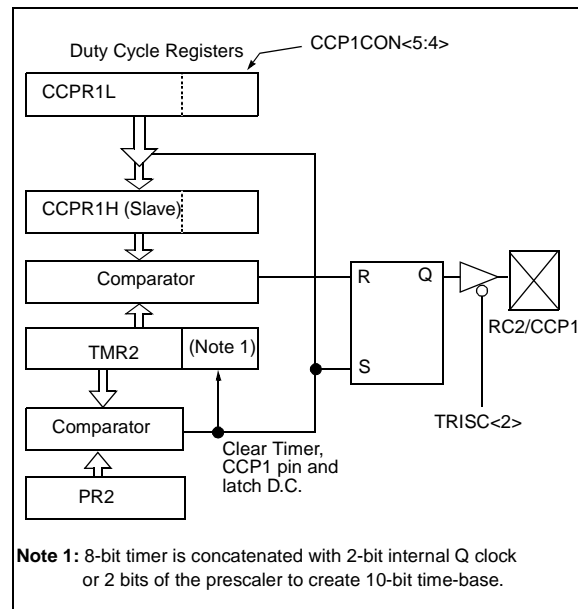 Duty Cycle Registers
CCP1CON<5:4>
CCPR1L
CCPR1H (Slave)
Comparator
R
Q
RC2/CCP1
TMR2
(Note 1)
S
TRISC<2>
Comparator
Clear Timer,
CCP1 pin and
latch D.C.
PR2
Note 1: 8-bit timer is concatenated with 2-bit internal Q clock
or 2 bits of the prescaler to create 10-bit time-base.